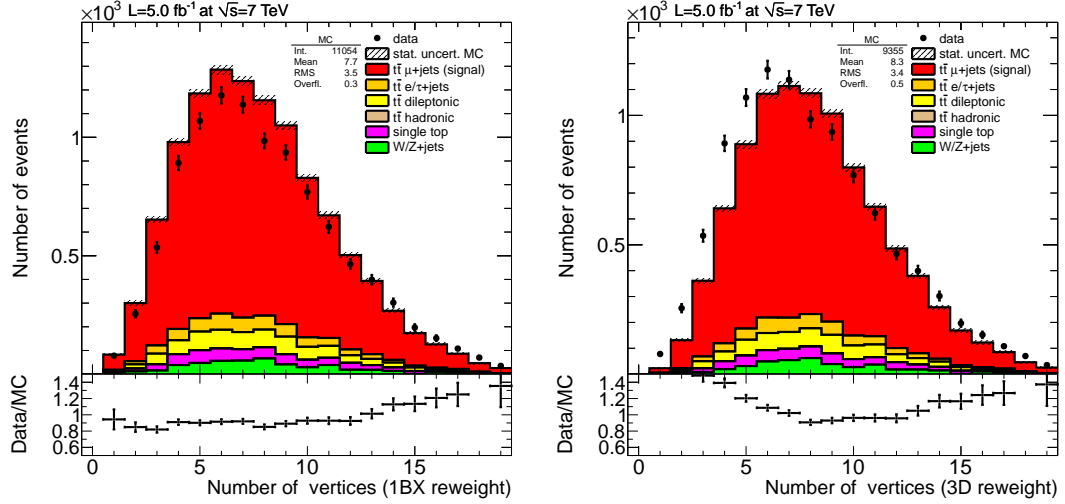 ×10³
L=5.0 fb⁻¹ at √s=7 TeV
Number of events
1
0.5
MC
Int. 11054
Mean 7.7
RMS 3.5
Overfl. 0.3
data
stat. uncert. MC
tt̄ μ+jets (signal)
tt̄ e/τ+jets
tt̄ dileptonic
tt̄ hadronic
single top
W/Z+jets
Data/MC
1.4
1.2
1
0.8
0.6
0 5 10 15
Number of vertices (1BX reweight)
×10³
L=5.0 fb⁻¹ at √s=7 TeV
Number of events
1
0.5
MC
Int. 9355
Mean 8.3
RMS 3.4
Overfl. 0.5
data
stat. uncert. MC
tt̄ μ+jets (signal)
tt̄ e/τ+jets
tt̄ dileptonic
tt̄ hadronic
single top
W/Z+jets
Data/MC
1.4
1.2
1
0.8
0.6
0 5 10 15
Number of vertices (3D reweight)